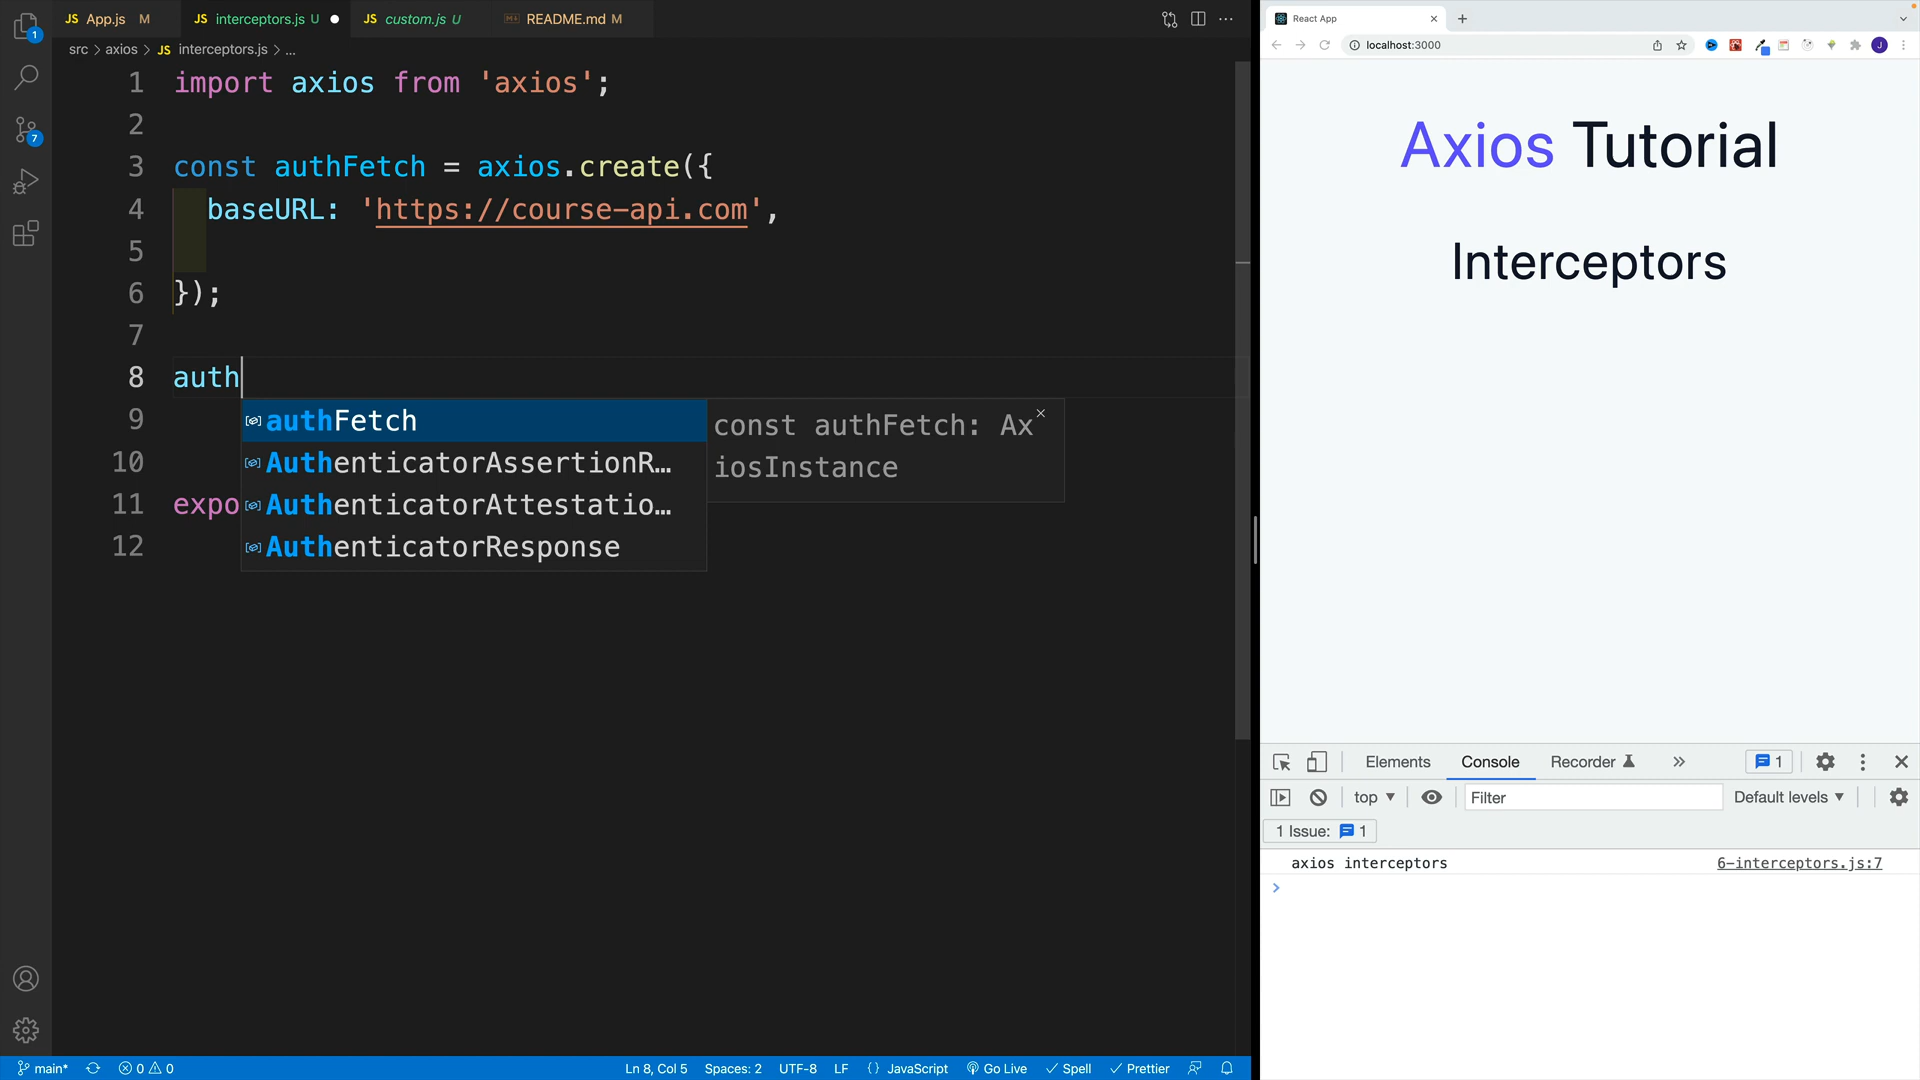 JS App.js M
JS interceptors.js U
JS custom.js U
README.md M
src > axios > JS interceptors.js > ...
1 import axios from 'axios';
2
3 const authFetch = axios.create({
4 baseURL: 'https://course-api.com',
5
6 });
7
8 auth
9
10
11 expo
12
authFetch
AuthenticatorAssertionR…
AuthenticatorAttestatio…
AuthenticatorResponse
const authFetch: Ax
iosInstance
1
7
main*
0 0
Ln 8, Col 5
Spaces: 2
UTF-8
LF
{} JavaScript
Go Live
Spell
Prettier
React App
localhost:3000
J
Axios Tutorial
Interceptors
Elements
Console
Recorder
1
top
Filter
Default levels
1 Issue: 1
axios interceptors
6-interceptors.js:7